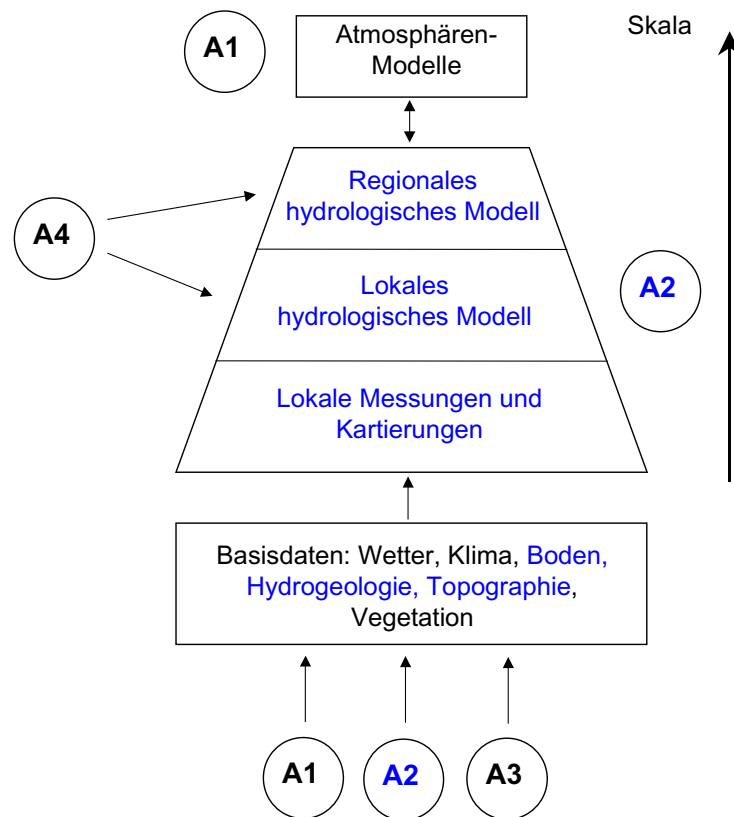 A1
Atmosphären-
Modelle
Skala
Regionales
hydrologisches Modell
A4
Lokales
hydrologisches Modell
A2
Lokale Messungen und
Kartierungen
Basisdaten: Wetter, Klima, Boden,
Hydrogeologie, Topographie,
Vegetation
A1
A2
A3